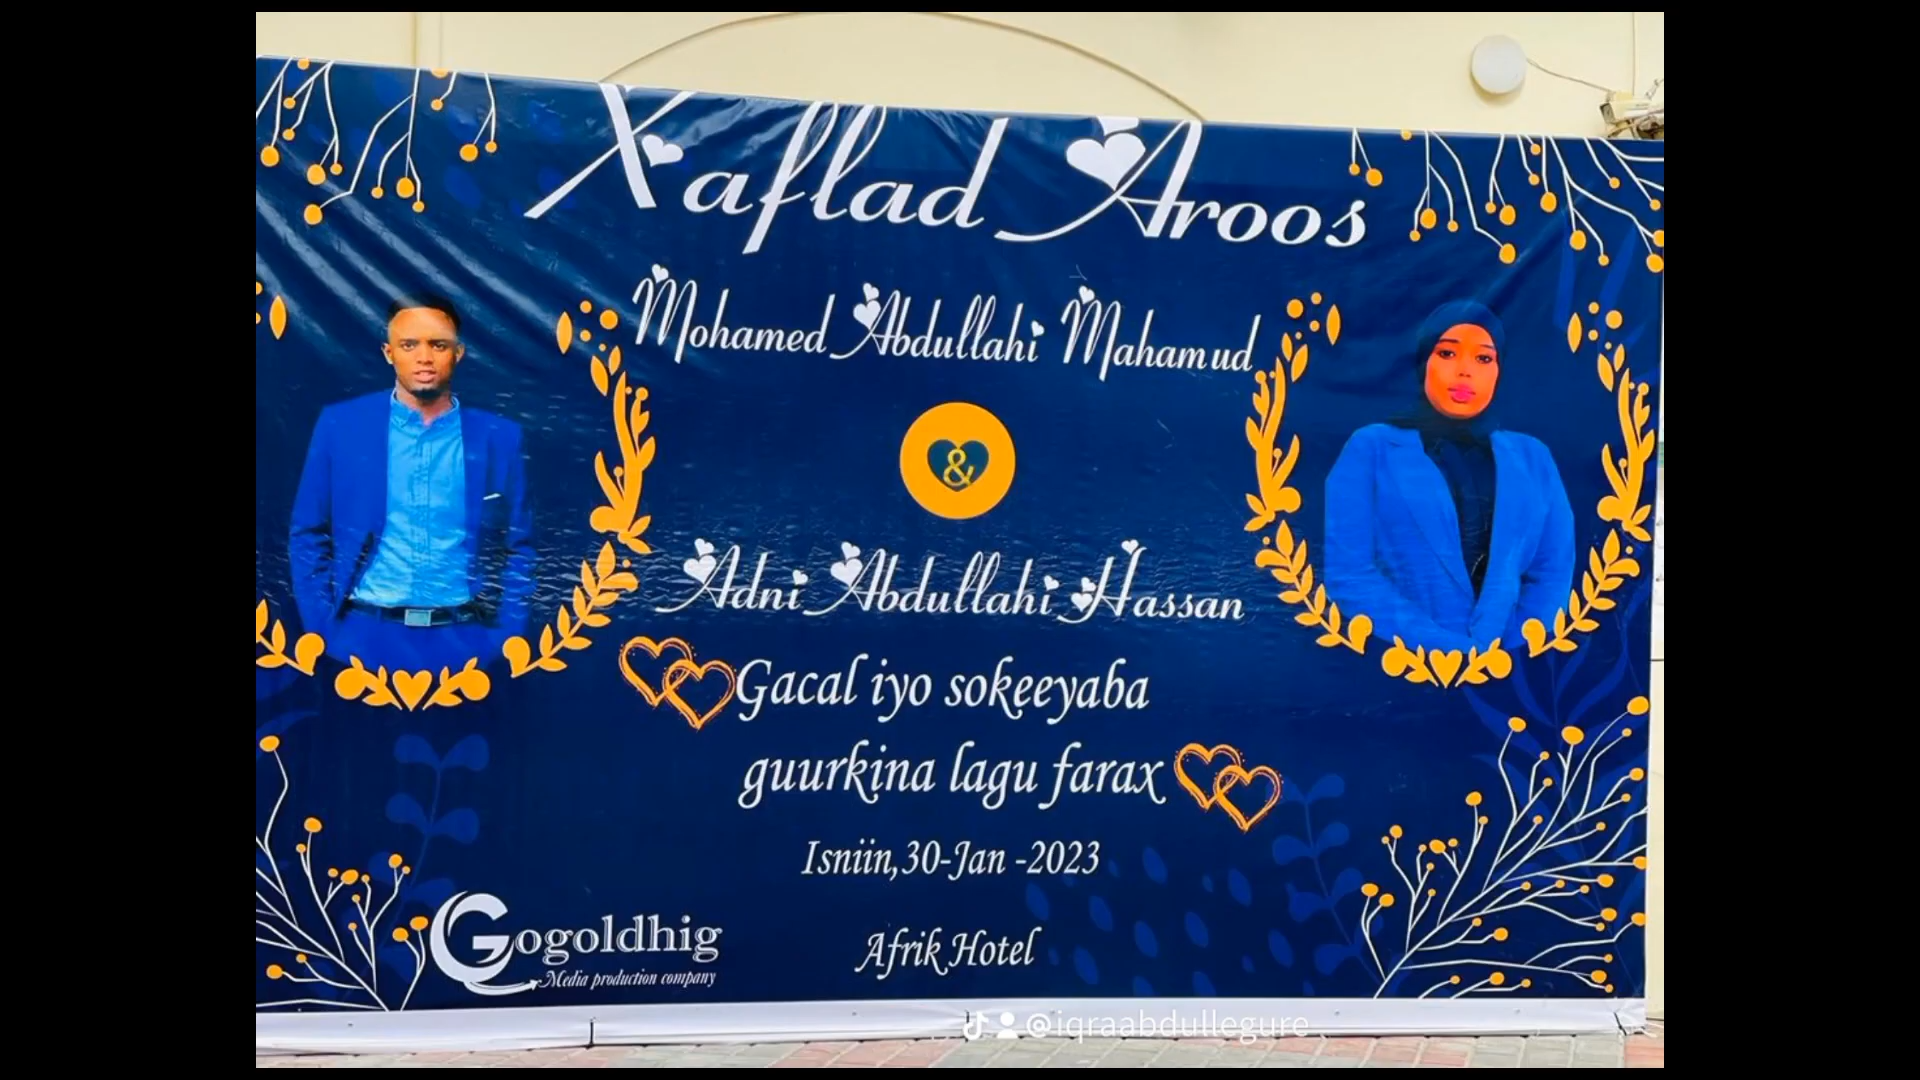 Xaflad Aroos
Mohamed Abdullahi Mahamud
&
Adni Abdullahi Hassan
Gacal iyo sokeeyaba
guurkina lagu farax
Isniin,30-Jan -2023
Afrik Hotel
Gogoldhig
Media production company
@iqraabdullegure